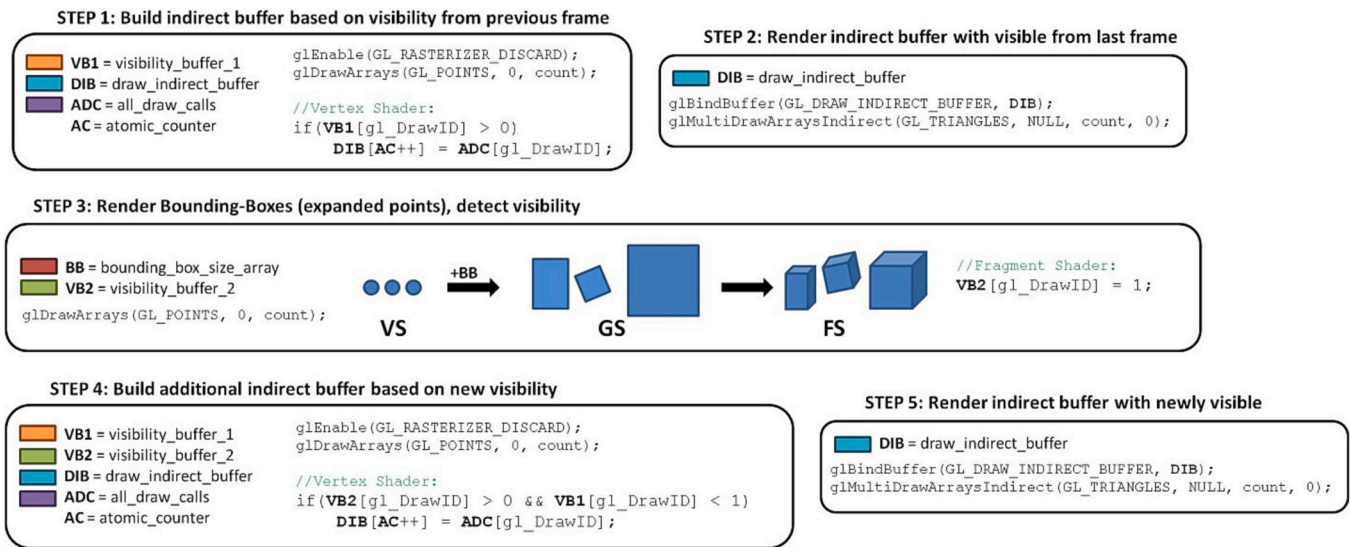 STEP 1: Build indirect buffer based on visibility from previous frame
VB1 = visibility_buffer_1
DIB = draw_indirect_buffer
ADC = all_draw_calls
AC = atomic_counter
glEnable(GL_RASTERIZER_DISCARD);
glDrawArrays(GL_POINTS, 0, count);
//Vertex Shader:
if(VB1[gl_DrawID] > 0)
DIB[AC++] = ADC[gl_DrawID];
STEP 2: Render indirect buffer with visible from last frame
DIB = draw_indirect_buffer
glBindBuffer(GL_DRAW_INDIRECT_BUFFER, DIB);
glMultiDrawArraysIndirect(GL_TRIANGLES, NULL, count, 0);
STEP 3: Render Bounding-Boxes (expanded points), detect visibility
BB = bounding_box_size_array
VB2 = visibility_buffer_2
glDrawArrays(GL_POINTS, 0, count);
+BB
VS
GS
FS
//Fragment Shader:
VB2[gl_DrawID] = 1;
STEP 4: Build additional indirect buffer based on new visibility
VB1 = visibility_buffer_1
VB2 = visibility_buffer_2
DIB = draw_indirect_buffer
ADC = all_draw_calls
AC = atomic_counter
glEnable(GL_RASTERIZER_DISCARD);
glDrawArrays(GL_POINTS, 0, count);
//Vertex Shader:
if(VB2[gl_DrawID] > 0 && VB1[gl_DrawID] < 1)
DIB[AC++] = ADC[gl_DrawID];
STEP 5: Render indirect buffer with newly visible
DIB = draw_indirect_buffer
glBindBuffer(GL_DRAW_INDIRECT_BUFFER, DIB);
glMultiDrawArraysIndirect(GL_TRIANGLES, NULL, count, 0);